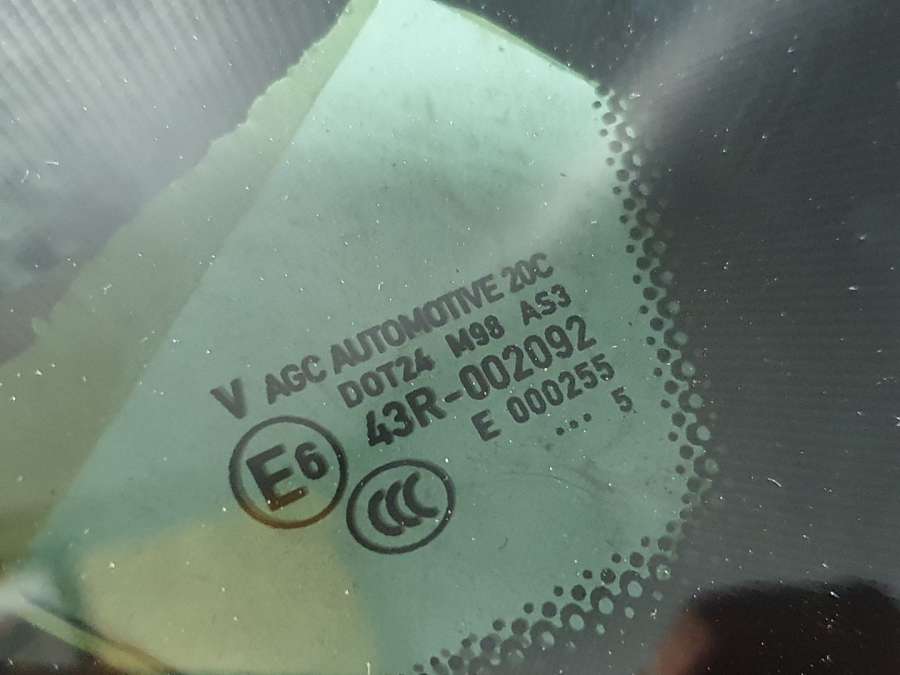 V AGC AUTOMOTIVE 20C
DOT24 M98 AS3
43R-002092
E6
E 000255
CCC
... 5